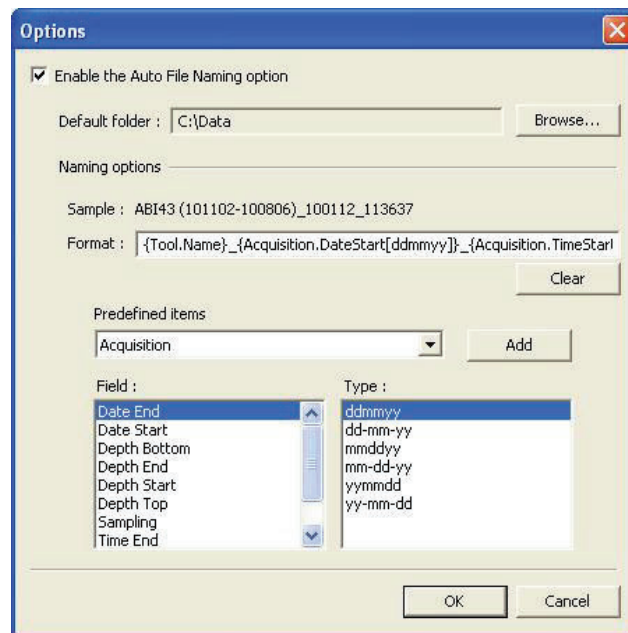 Options
Enable the Auto File Naming option
Default folder : C:\Data Browse...
Naming options
Sample : ABI43 (101102-100806)_100112_113637
Format : {Tool.Name}_{Acquisition.DateStart[ddmmyy]}_{Acquisition.TimeStart
Clear
Predefined items
Acquisition Add
Field : Type :
Date End ddmmyy
Date Start dd-mm-yy
Depth Bottom mmddyy
Depth End mm-dd-yy
Depth Start yymmdd
Depth Top yy-mm-dd
Sampling
Time End
OK Cancel